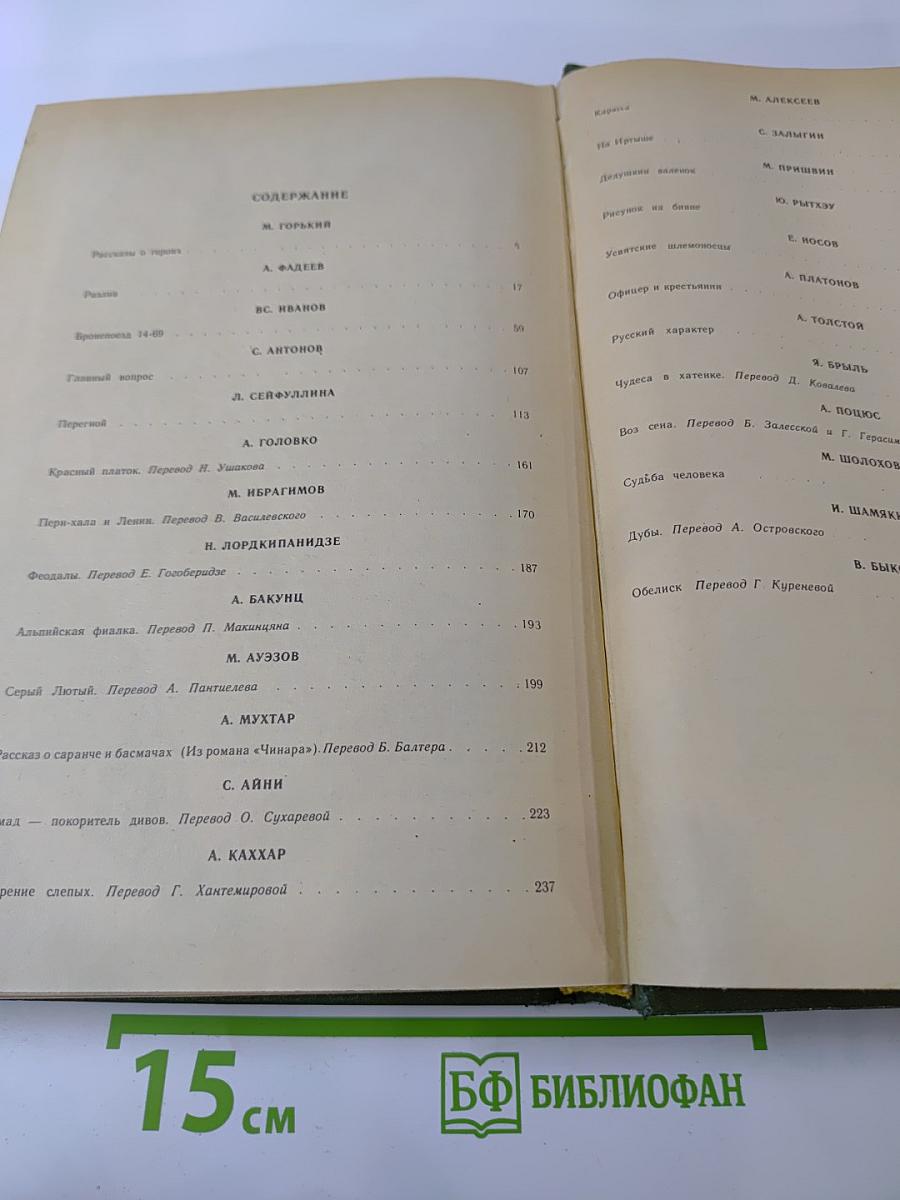 СОДЕРЖАНИЕ
М. ГОРЬКИЙ
Рассказы о героях . . . . . . . . . . 5
А. ФАДЕЕВ
Разлив . . . . . . . . . . 17
ВС. ИВАНОВ
Бронепоезд 14-69 . . . . . . . . . . 59
С. АНТОНОВ
Главный вопрос . . . . . . . . . . 107
Л. СЕЙФУЛЛИНА
Перегной . . . . . . . . . . 113
А. ГОЛОВКО
Красный платок. Перевод Н. Ушакова . . . . . . . . . . 161
М. ИБРАГИМОВ
Пери-хала и Ленин. Перевод В. Василевского . . . . . . . . . . 170
Н. ЛОРДКИПАНИДЗЕ
Феодалы. Перевод Е. Гогоберидзе . . . . . . . . . . 187
А. БАКУНЦ
Альпийская фиалка. Перевод П. Макинцяна . . . . . . . . . . 193
М. АУЭЗОВ
Серый Лютый. Перевод А. Пантиелева . . . . . . . . . . 199
А. МУХТАР
Рассказ о саранче и басмачах (Из романа «Чинара»). Перевод Б. Балтера . . . . . 212
С. АЙНИ
мад — покоритель дивов. Перевод О. Сухаревой . . . . . . . . . . 223
А. КАХХАР
рение слепых. Перевод Г. Хантемировой . . . . . . . . . . 237
М. АЛЕКСЕЕВ
С. ЗАЛЫГИН
На Иртыше
М. ПРИШВИН
Дедушкин валенок
Ю. РЫТХЭУ
Рисунок на бивне
Е. НОСОВ
Усвятские шлемоносцы
А. ПЛАТОНОВ
Офицер и крестьянин
А. ТОЛСТОЙ
Русский характер
Я. БРЫЛЬ
Чудеса в хатенке. Перевод Д. Ковалева
А. ПОЦЮС
Воз сена. Перевод Б. Залесской и Г. Герасим
М. ШОЛОХОВ
Судьба человека
И. ШАМЯК
Дубы. Перевод А. Островского
В. БЫК
Обелиск Перевод Г. Куреневой
15 см
БФ БИБЛИОФАН